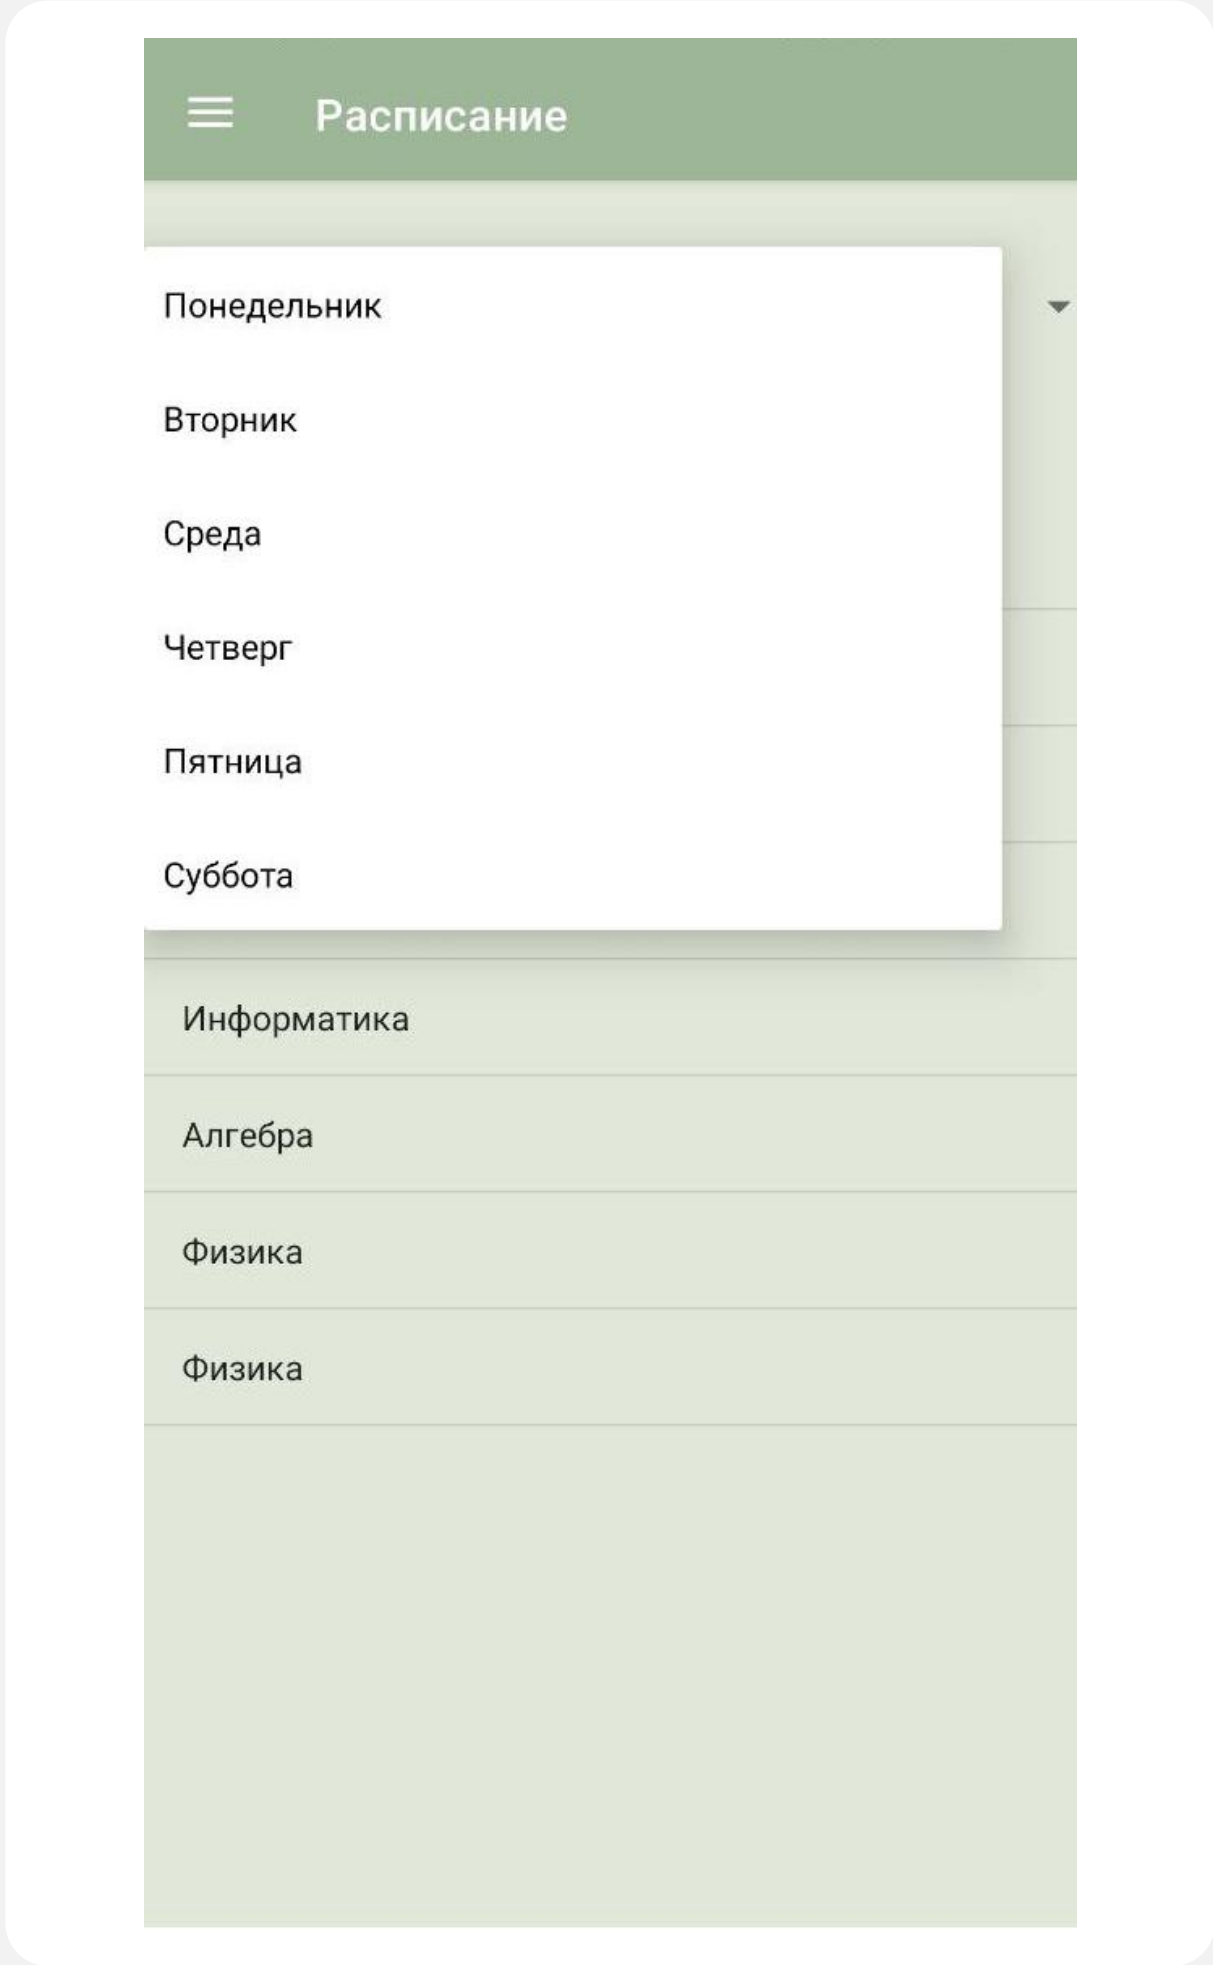 Расписание
Понедельник
Вторник
Среда
Четверг
Пятница
Суббота
Информатика
Алгебра
Физика
Физика